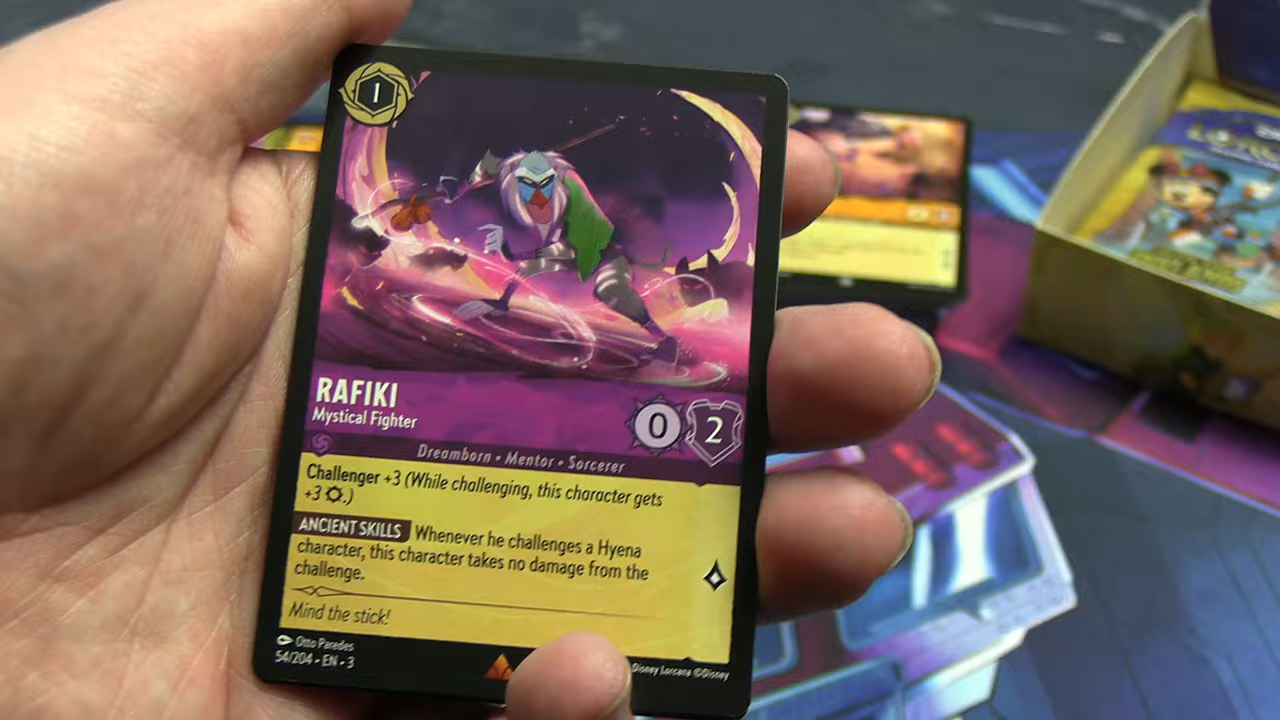 1
RAFIKI
Mystical Fighter
0 2
Dreamborn • Mentor • Sorcerer
Challenger +3 (While challenging, this character gets
+3 .)
ANCIENT SKILLS Whenever he challenges a Hyena
character, this character takes no damage from the
challenge.
Mind the stick!
Otto Paredes
54/204 • EN • 3
Disney Lorcana ©Disney